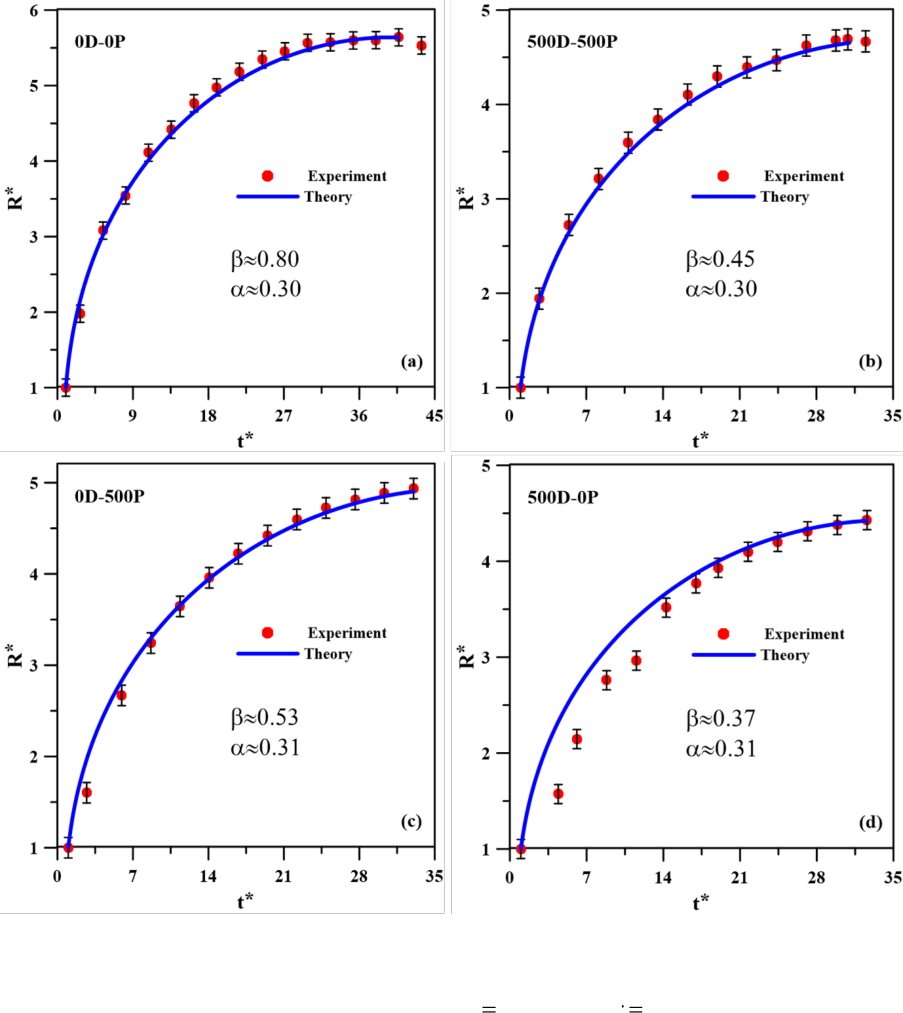 6
5
4
3
2
1
R*
0D-0P
Experiment
Theory
β≈0.80
α≈0.30
(a)
0 9 18 27 36 45
t*
5
4
3
2
1
R*
500D-500P
Experiment
Theory
β≈0.45
α≈0.30
(b)
0 7 14 21 28 35
t*
5
4
3
2
1
R*
0D-500P
Experiment
Theory
β≈0.53
α≈0.31
(c)
0 7 14 21 28 35
t*
5
4
3
2
1
R*
500D-0P
Experiment
Theory
β≈0.37
α≈0.31
(d)
0 7 14 21 28 35
t*